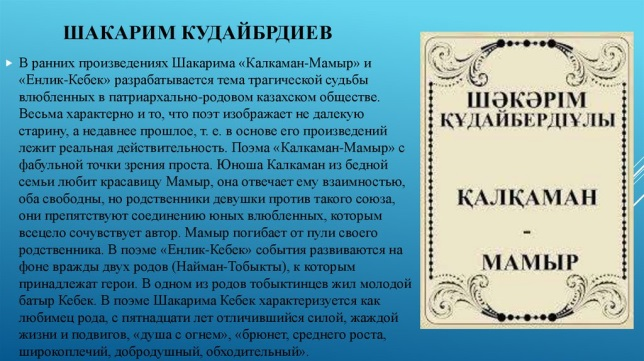 ШАКАРИМ КУДАЙБРДИЕВ
В ранних произведениях Шакарима «Калкаман-Мамыр» и
«Енлик-Кебек» разрабатывается тема трагической судьбы
влюбленных в патриархально-родовом казахском обществе.
Весьма характерно и то, что поэт изображает не далекую
старину, а недавнее прошлое, т. е. в основе его произведений
лежит реальная действительность. Поэма «Калкаман-Мамыр» с
фабульной точки зрения проста. Юноша Калкаман из бедной
семьи любит красавицу Мамыр, она отвечает ему взаимностью,
оба свободны, но родственники девушки против такого союза,
они препятствуют соединению юных влюбленных, которым
всецело сочувствует автор. Мамыр погибает от пули своего
родственника. В поэме «Енлик-Кебек» события развиваются на
фоне вражды двух родов (Найман-Тобыкты), к которым
принадлежат герои. В одном из родов тобыктинцев жил молодой
батыр Кебек. В поэме Шакарима Кебек характеризуется как
любимец рода, с пятнадцати лет отличившийся силой, жаждой
жизни и подвигов, «душа с огнем», «брюнет, среднего роста,
широкоплечий, добродушный, обходительный».
ШӘКӘРІМ
ҚҰДАЙБЕРДІҰЛЫ
ҚАЛҚАМАН
-
МАМЫР